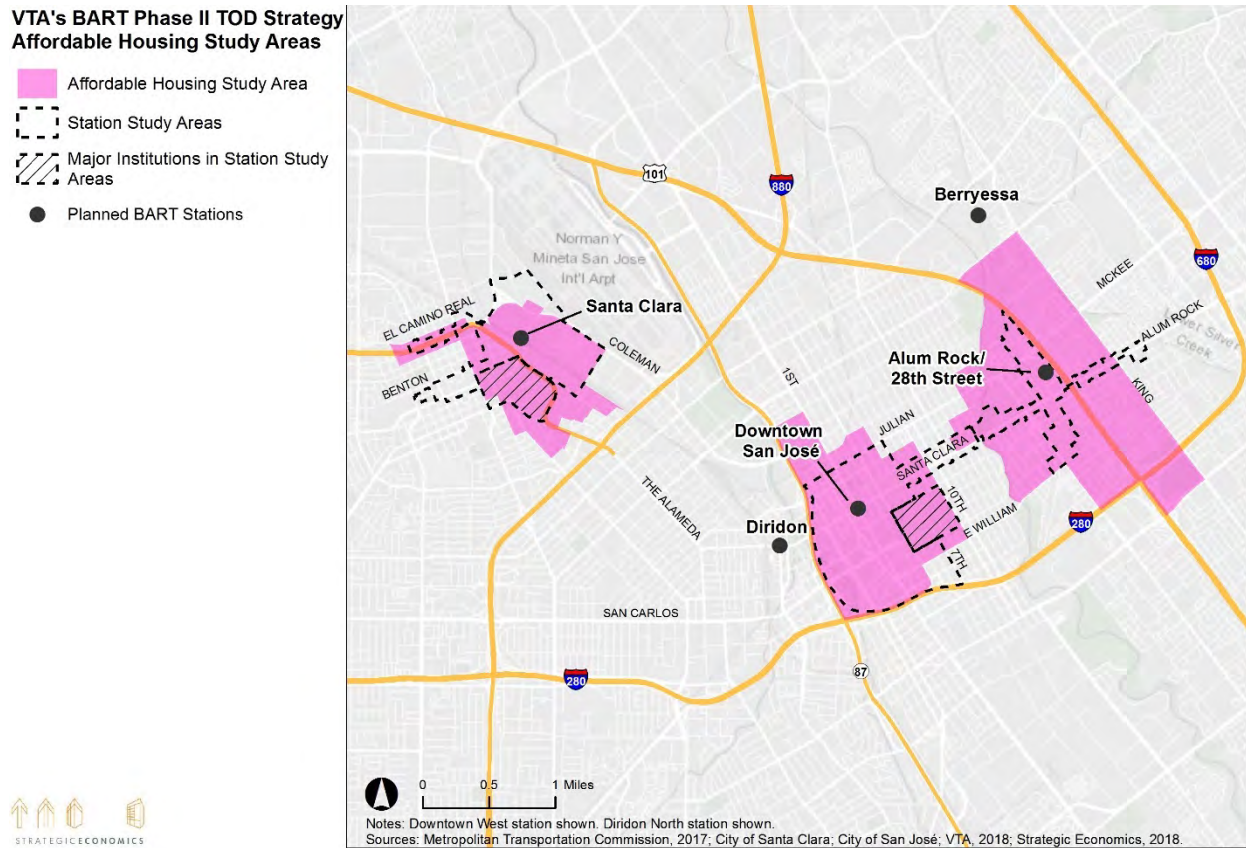 VTA's BART Phase II TOD Strategy
Affordable Housing Study Areas
Affordable Housing Study Area
Station Study Areas
Major Institutions in Station Study
Areas
Planned BART Stations
101
880
Berryessa
680
Norman Y
Mineta San Jose
Int'l Arpt
MCKEE
ALUM ROCK
Silver
Creek
EL CAMINO REAL
Santa Clara
COLEMAN
BENTON
1ST
Alum Rock/
28th Street
KING
JULIAN
Downtown
San José
SANTA CLARA
10TH
E WILLIAM
280
THE ALAMEDA
Diridon
7TH
SAN CARLOS
280
87
0 0.5 1 Miles
Notes: Downtown West station shown. Diridon North station shown.
Sources: Metropolitan Transportation Commission, 2017; City of Santa Clara; City of San José; VTA, 2018; Strategic Economics, 2018.
STRATEGICECONOMICS